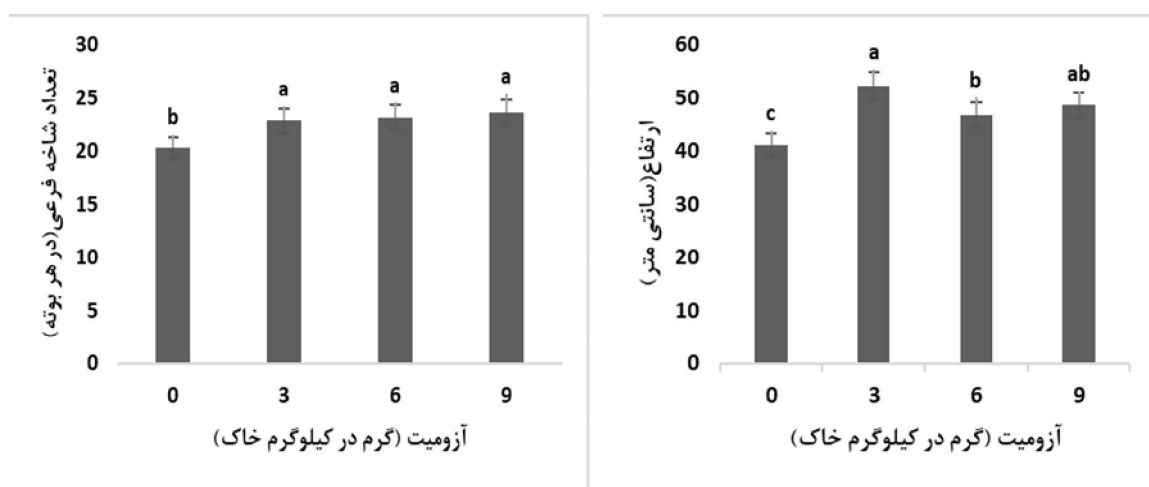 30
25
20
15
10
5
0
تعداد شاخه فرعی(در هر بوته)
b
a
a
a
0 3 6 9
آزومیت (گرم در کیلوگرم خاک)
60
50
40
30
20
10
0
ارتفاع(سانتی متر)
c
a
b
ab
0 3 6 9
آزومیت (گرم در کیلوگرم خاک)